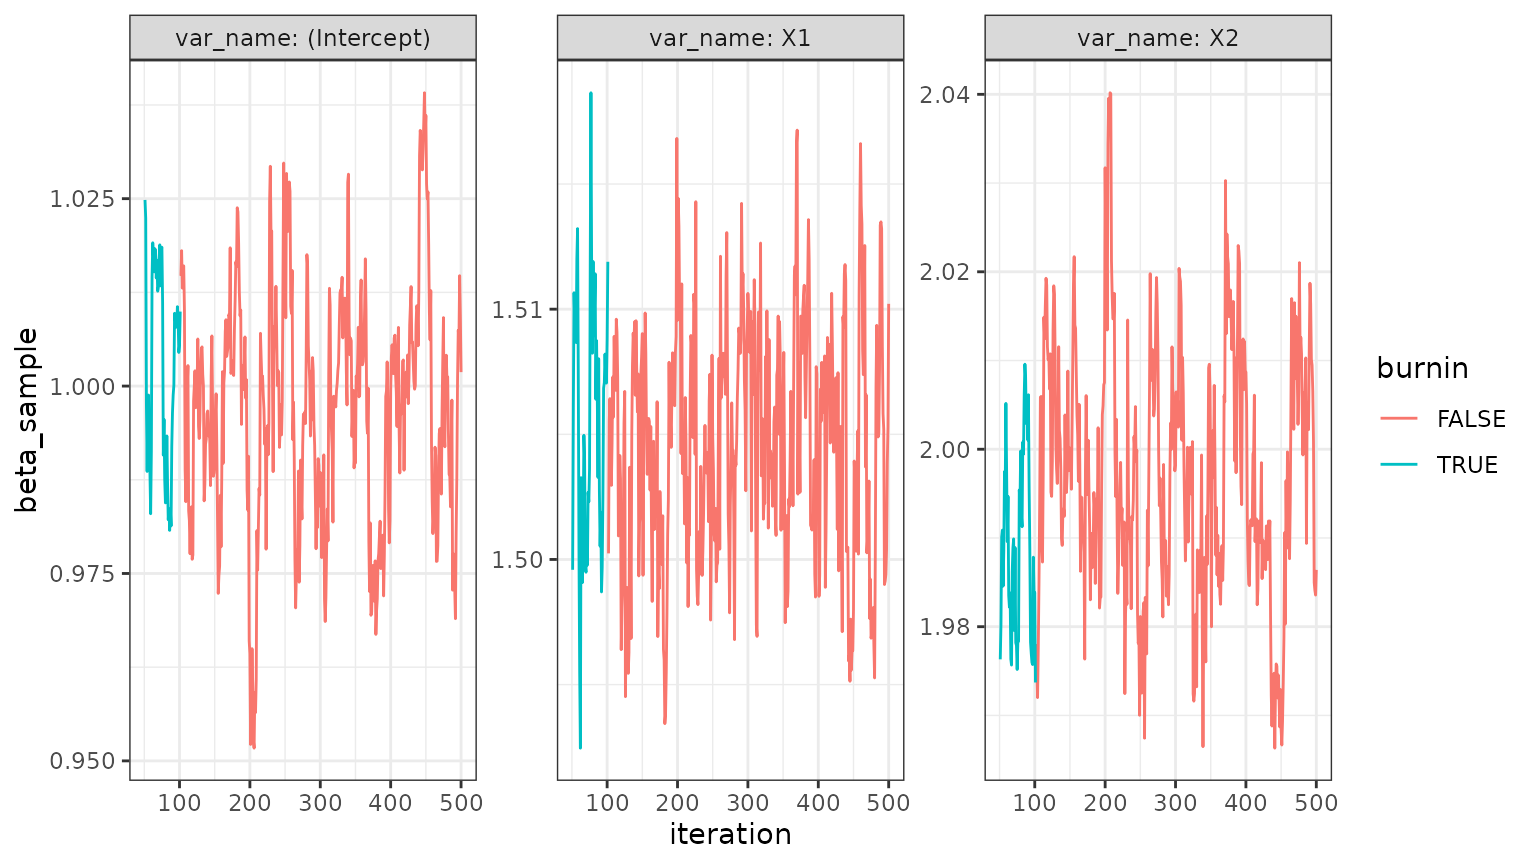 var_name: (Intercept)
var_name: X1
var_name: X2
beta_sample
1.025
1.000
0.975
0.950
1.51
1.50
2.04
2.02
2.00
1.98
100 200 300 400 500
100 200 300 400 500
100 200 300 400 500
iteration
burnin
FALSE
TRUE